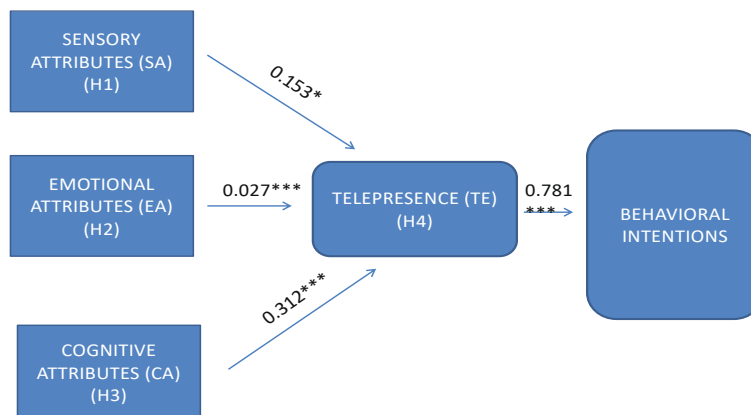 SENSORY
ATTRIBUTES (SA)
(H1)
0.153*
EMOTIONAL
ATTRIBUTES (EA)
(H2)
0.027***
TELEPRESENCE (TE)
(H4)
0.781
***
BEHAVIORAL
INTENTIONS
0.312***
COGNITIVE
ATTRIBUTES (CA)
(H3)